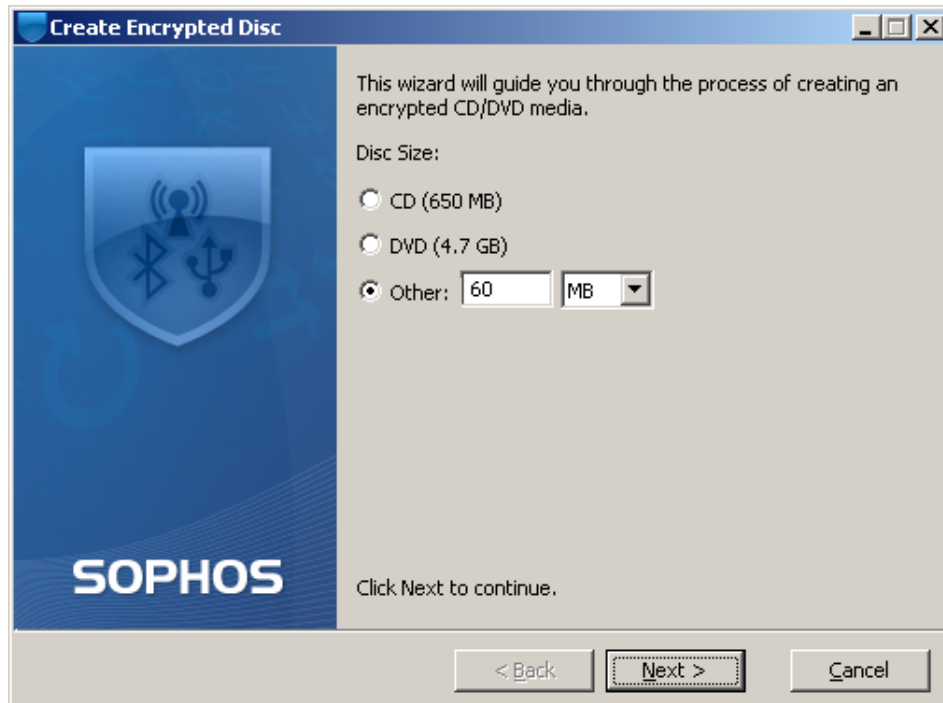 Create Encrypted Disc
This wizard will guide you through the process of creating an
encrypted CD/DVD media.
Disc Size:
CD (650 MB)
DVD (4.7 GB)
Other: 60 MB
SOPHOS
Click Next to continue.
< Back Next > Cancel